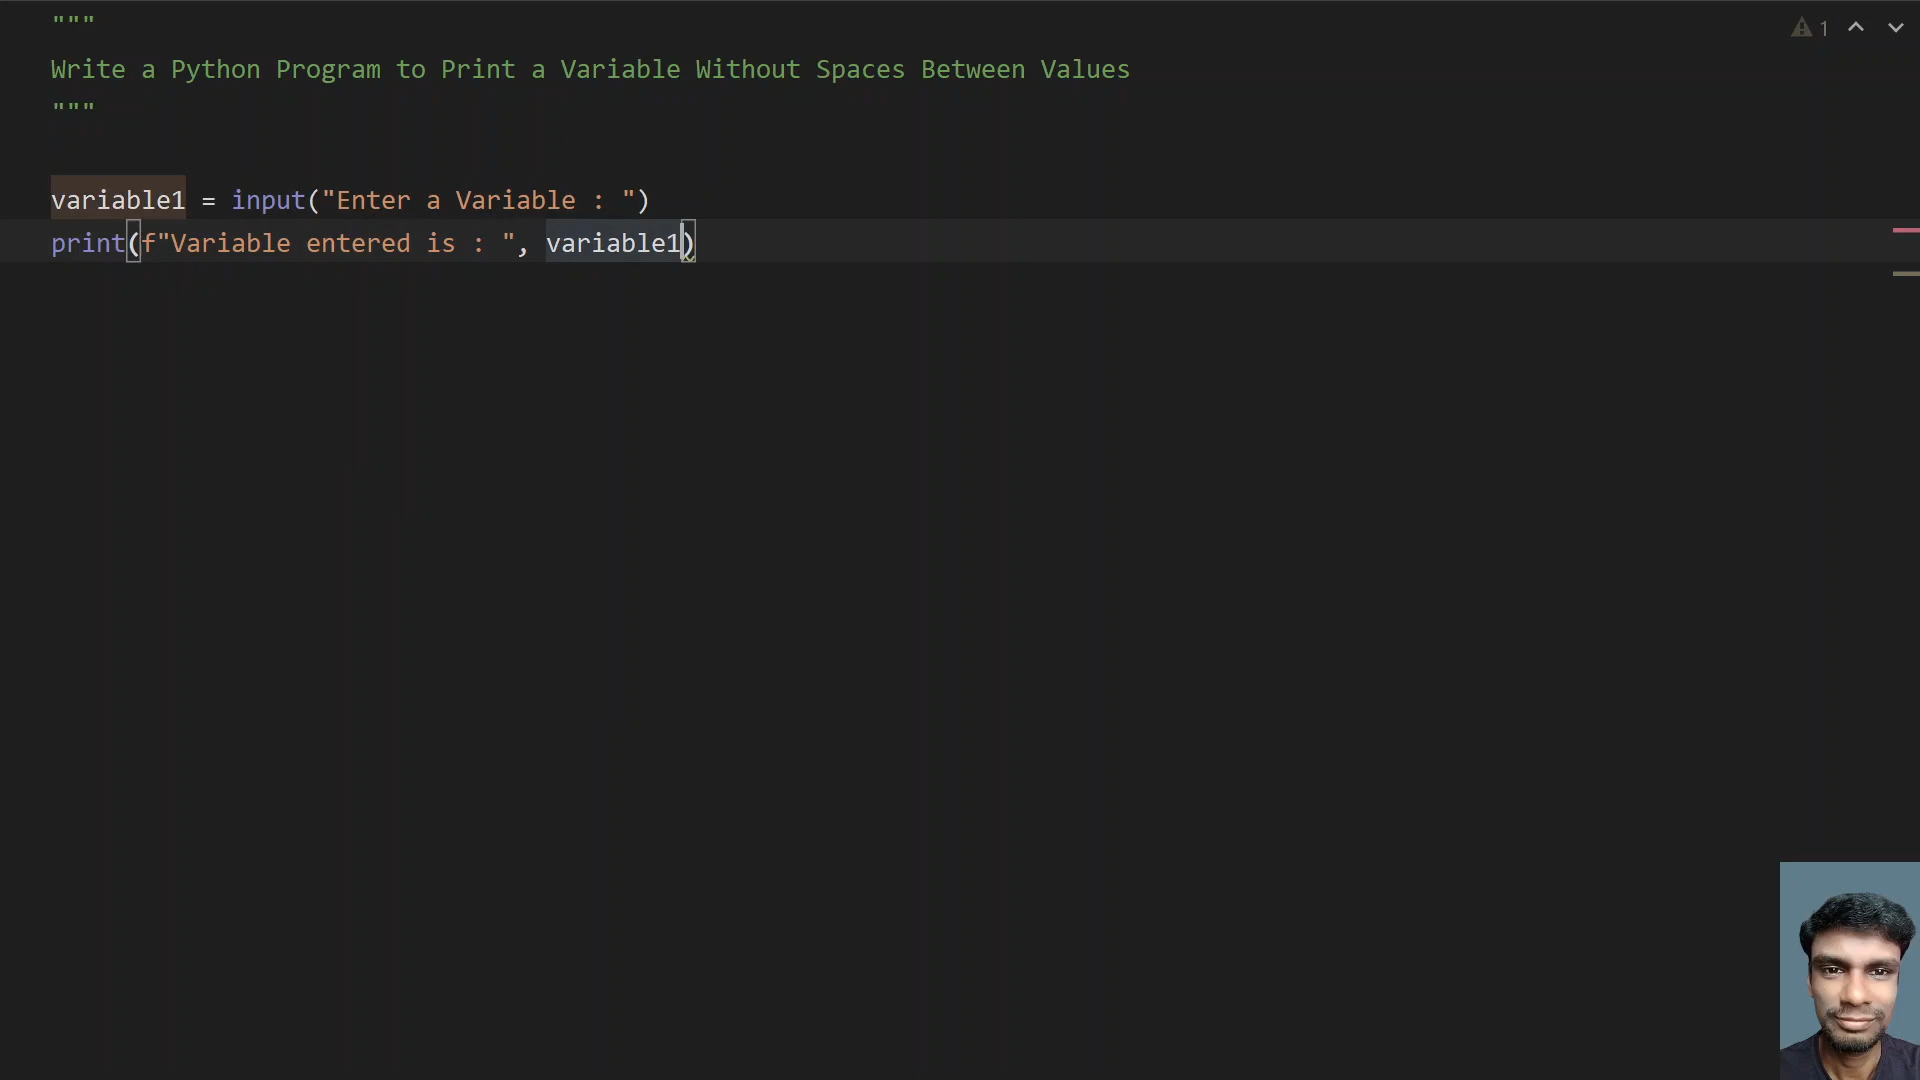 """
1
Write a Python Program to Print a Variable Without Spaces Between Values
"""
variable1 = input("Enter a Variable : ")
print(f"Variable entered is : ", variable1)